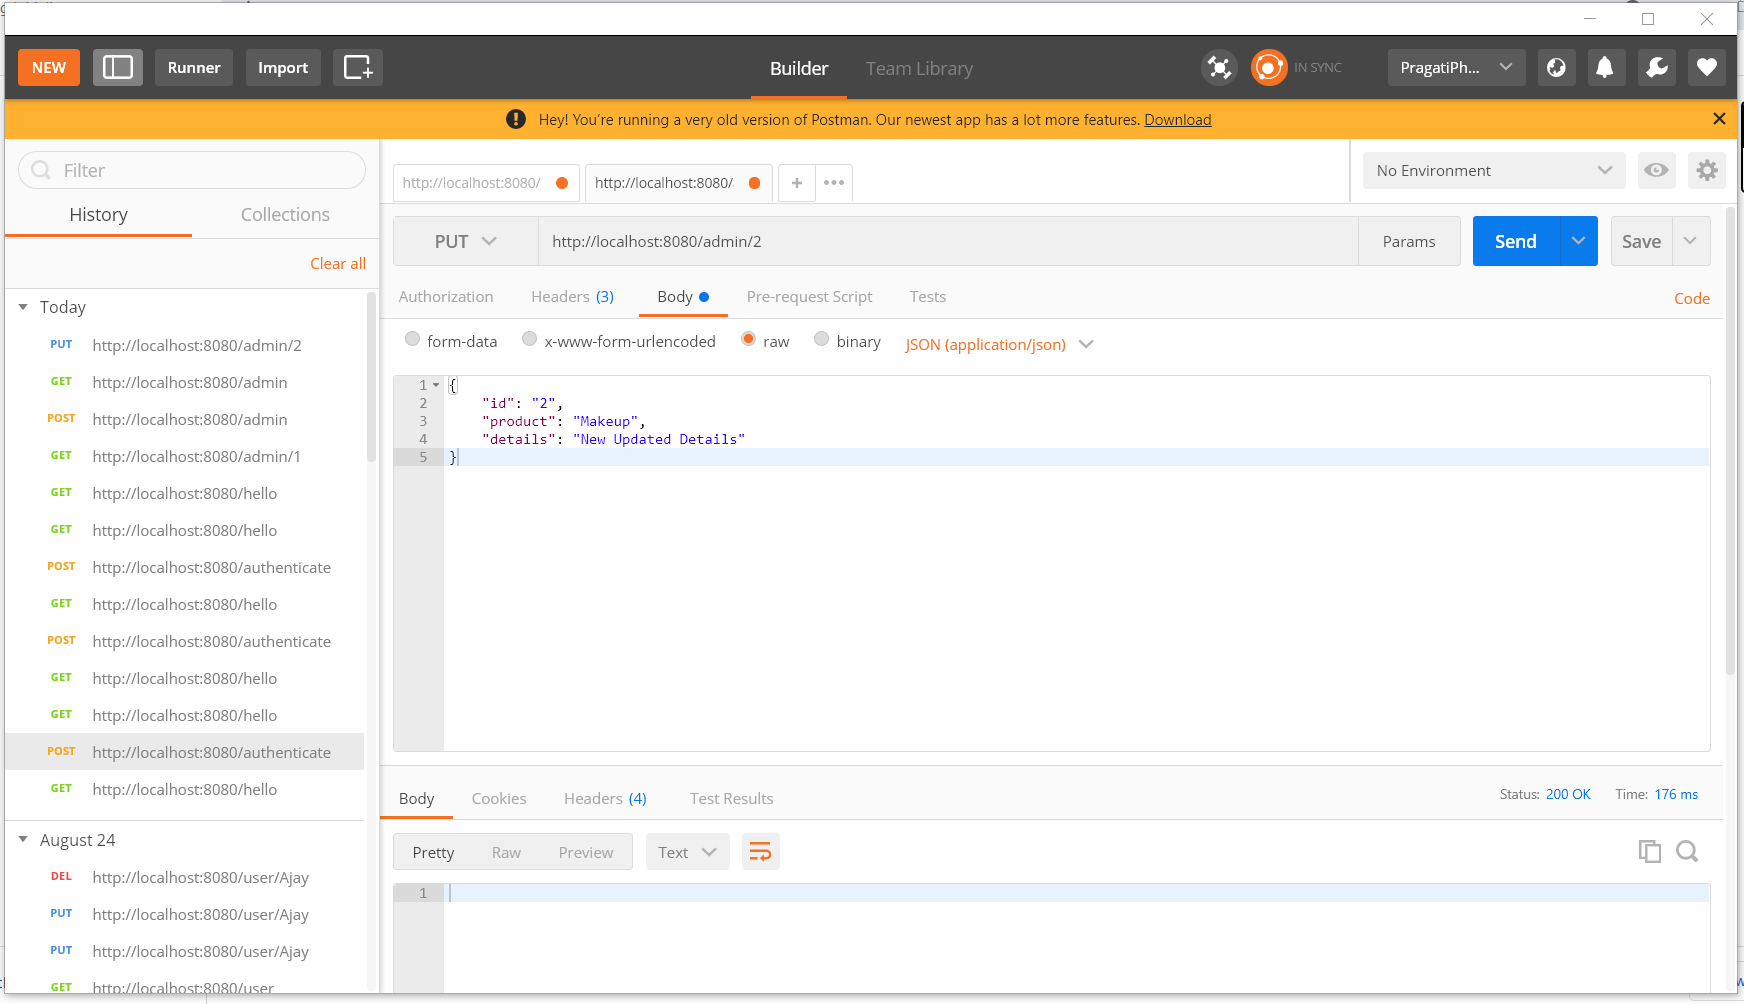 NEW
Runner
Import
Builder
Team Library
IN SYNC
PragatiPh...
Hey! You're running a very old version of Postman. Our newest app has a lot more features. Download
Filter
History
Collections
Clear all
Today
PUT http://localhost:8080/admin/2
GET http://localhost:8080/admin
POST http://localhost:8080/admin
GET http://localhost:8080/admin/1
GET http://localhost:8080/hello
GET http://localhost:8080/hello
POST http://localhost:8080/authenticate
GET http://localhost:8080/hello
POST http://localhost:8080/authenticate
GET http://localhost:8080/hello
GET http://localhost:8080/hello
POST http://localhost:8080/authenticate
GET http://localhost:8080/hello
August 24
DEL http://localhost:8080/user/Ajay
PUT http://localhost:8080/user/Ajay
PUT http://localhost:8080/user/Ajay
GET http://localhost:8080/user
http://localhost:8080/
http://localhost:8080/
No Environment
PUT
http://localhost:8080/admin/2
Params
Send
Save
Authorization
Headers (3)
Body
Pre-request Script
Tests
Code
form-data
x-www-form-urlencoded
raw
binary
JSON (application/json)
1 {
2 "id": "2",
3 "product": "Makeup",
4 "details": "New Updated Details"
5 }
Body
Cookies
Headers (4)
Test Results
Status: 200 OK
Time: 176 ms
Pretty
Raw
Preview
Text
1